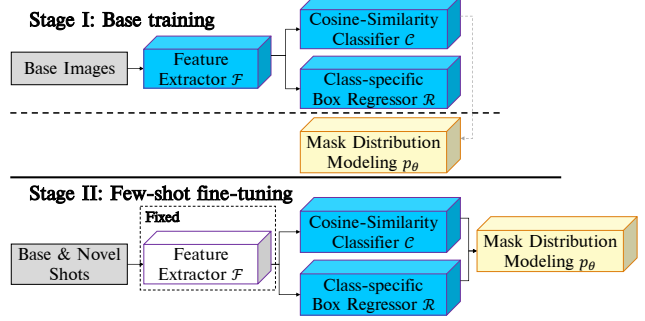 Stage I: Base training
Base Images
Feature
Extractor ℱ
Cosine-Similarity
Classifier 𝒞
Class-specific
Box Regressor ℛ
Mask Distribution
Modeling pθ
Stage II: Few-shot fine-tuning
Fixed
Base & Novel
Shots
Feature
Extractor ℱ
Cosine-Similarity
Classifier 𝒞
Class-specific
Box Regressor ℛ
Mask Distribution
Modeling pθ